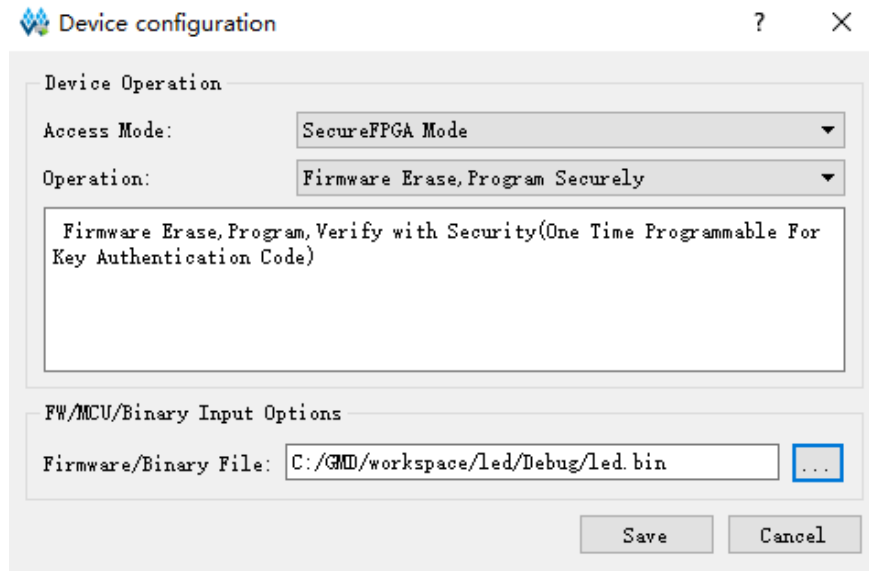 Device configuration
?
Device Operation
Access Mode:
SecureFPGA Mode
Operation:
Firmware Erase,Program Securely
Firmware Erase,Program,Verify with Security(One Time Programmable For
Key Authentication Code)
FW/MCU/Binary Input Options
Firmware/Binary File:
C:/GMD/workspace/led/Debug/led.bin
...
Save
Cancel